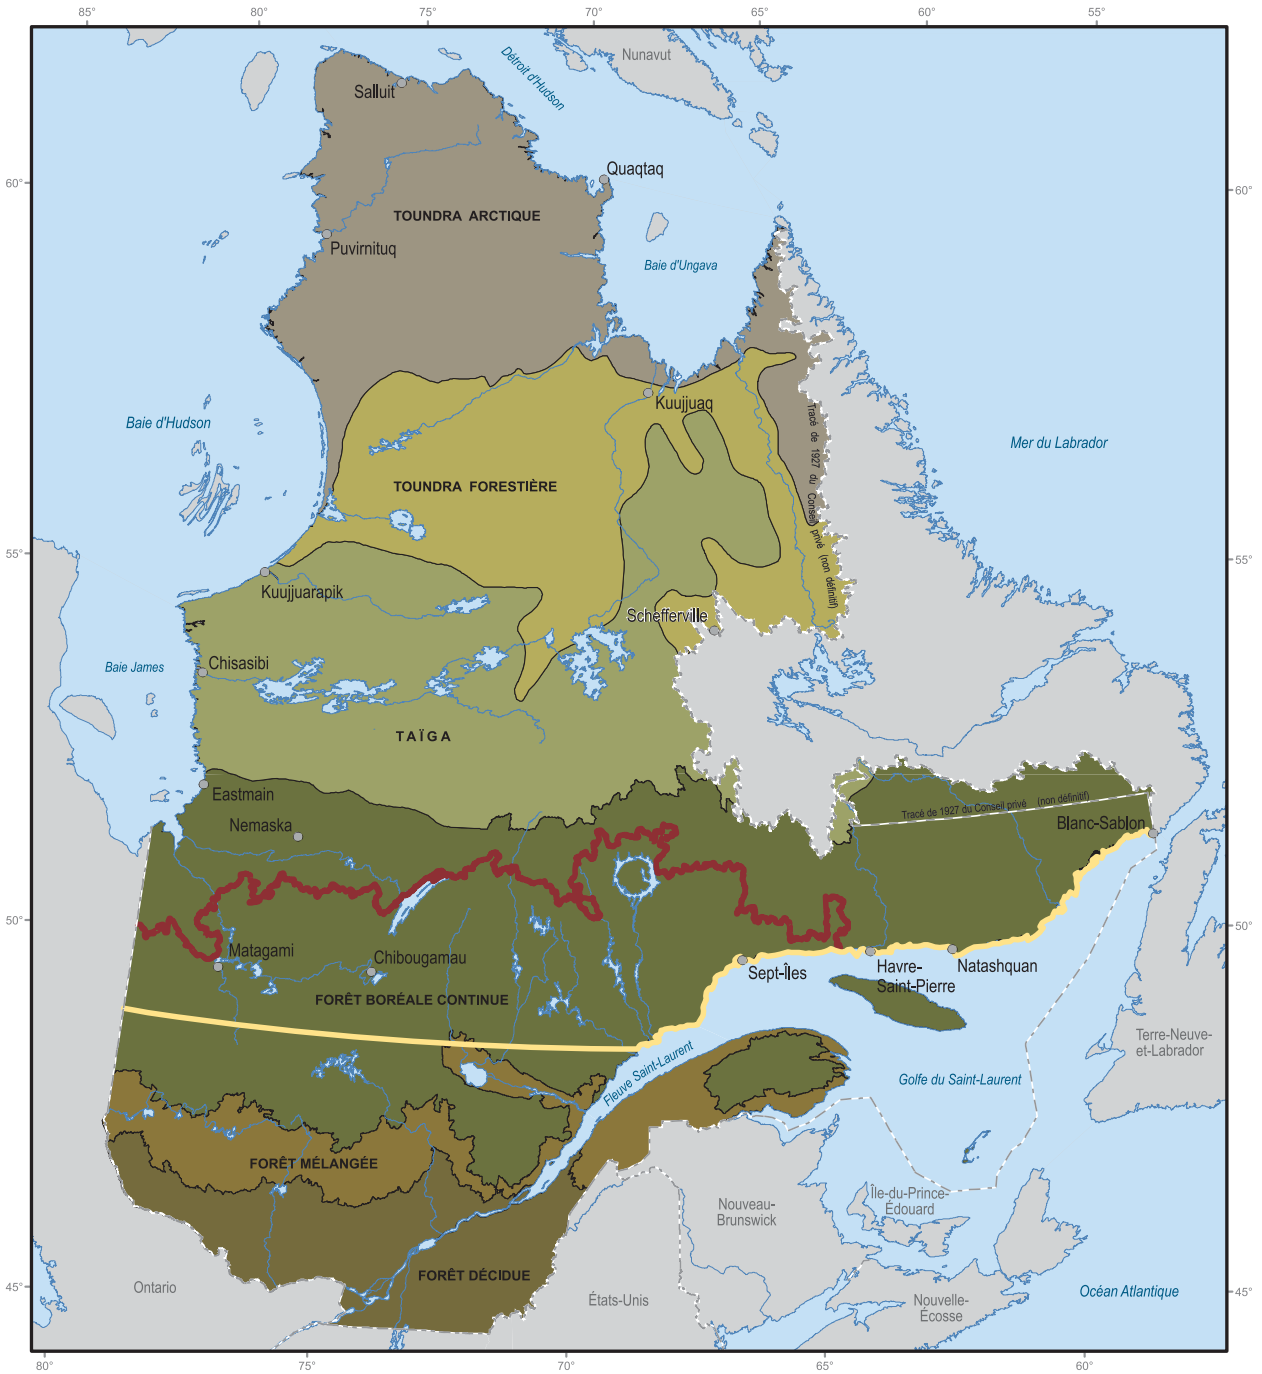 85°
80°
75°
70°
65°
60°
55°
Nunavut
Détroit d'Hudson
Salluit
Quaqtaq
60°
60°
TOUNDRA ARCTIQUE
Puvirnituq
Baie d'Ungava
Kuujjuaq
Baie d'Hudson
Mer du Labrador
Tracé de 1927 du Conseil privé (non définitif)
TOUNDRA FORESTIÈRE
55°
55°
Kuujjuarapik
Schefferville
Baie James
Chisasibi
TAÏGA
Eastmain
Tracé de 1927 du Conseil privé (non définitif)
Nemaska
Blanc-Sablon
50°
50°
Matagami
Chibougamau
Sept-Îles
Havre-
Saint-Pierre
Natashquan
FORÊT BORÉALE CONTINUE
Terre-Neuve-
et-Labrador
Fleuve Saint-Laurent
Golfe du Saint-Laurent
FORÊT MÉLANGÉE
Île-du-Prince-
Édouard
Nouveau-
Brunswick
FORÊT DÉCIDUE
Ontario
États-Unis
Nouvelle-
Écosse
Océan Atlantique
45°
45°
80°
75°
70°
65°
60°